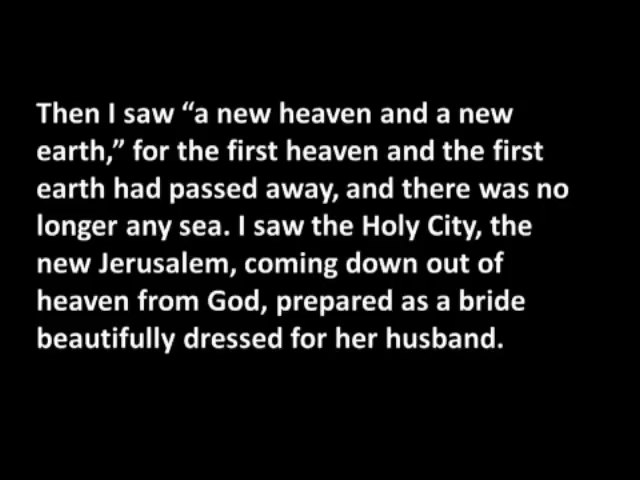 Then I saw “a new heaven and a new
earth,” for the first heaven and the first
earth had passed away, and there was no
longer any sea. I saw the Holy City, the
new Jerusalem, coming down out of
heaven from God, prepared as a bride
beautifully dressed for her husband.